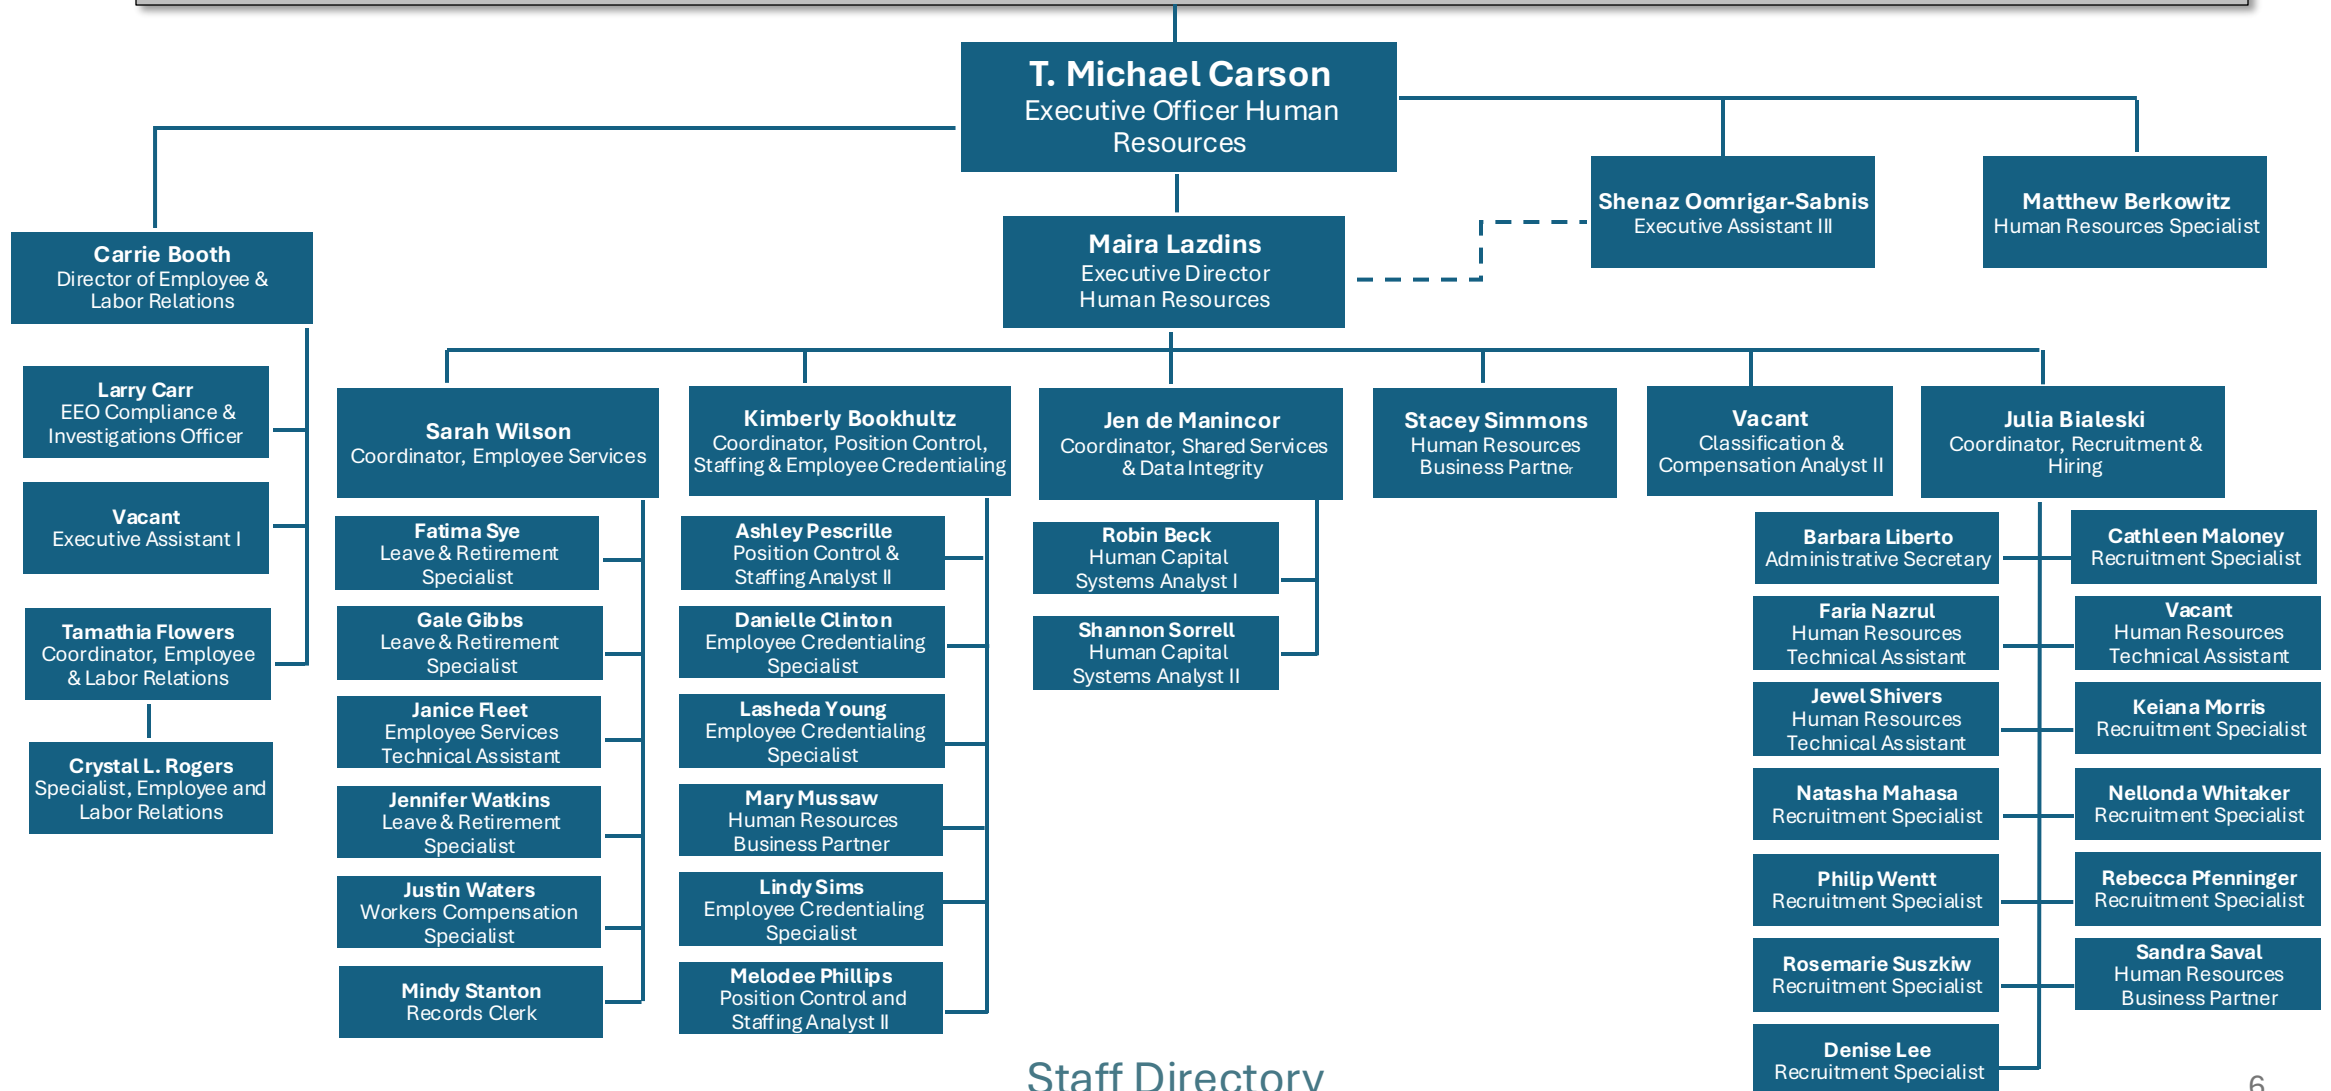 T. Michael Carson
Executive Officer Human
Resources
Shenaz Oomrigar-Sabnis
Executive Assistant III
Matthew Berkowitz
Human Resources Specialist
Carrie Booth
Director of Employee &
Labor Relations
Maira Lazdins
Executive Director
Human Resources
Larry Carr
EEO Compliance &
Investigations Officer
Vacant
Executive Assistant I
Tamathia Flowers
Coordinator, Employee
& Labor Relations
Crystal L. Rogers
Specialist, Employee and
Labor Relations
Sarah Wilson
Coordinator, Employee Services
Fatima Sye
Leave & Retirement
Specialist
Gale Gibbs
Leave & Retirement
Specialist
Janice Fleet
Employee Services
Technical Assistant
Jennifer Watkins
Leave & Retirement
Specialist
Justin Waters
Workers Compensation
Specialist
Mindy Stanton
Records Clerk
Kimberly Bookhultz
Coordinator, Position Control,
Staffing & Employee Credentialing
Ashley Pescrille
Position Control &
Staffing Analyst II
Danielle Clinton
Employee Credentialing
Specialist
Lasheda Young
Employee Credentialing
Specialist
Mary Mussaw
Human Resources
Business Partner
Lindy Sims
Employee Credentialing
Specialist
Melodee Phillips
Position Control and
Staffing Analyst II
Jen de Manincor
Coordinator, Shared Services
& Data Integrity
Robin Beck
Human Capital
Systems Analyst I
Shannon Sorrell
Human Capital
Systems Analyst II
Stacey Simmons
Human Resources
Business Partner
Vacant
Classification &
Compensation Analyst II
Julia Bialeski
Coordinator, Recruitment &
Hiring
Barbara Liberto
Administrative Secretary
Cathleen Maloney
Recruitment Specialist
Faria Nazrul
Human Resources
Technical Assistant
Vacant
Human Resources
Technical Assistant
Jewel Shivers
Human Resources
Technical Assistant
Keiana Morris
Recruitment Specialist
Natasha Mahasa
Recruitment Specialist
Nellonda Whitaker
Recruitment Specialist
Philip Wentt
Recruitment Specialist
Rebecca Pfenninger
Recruitment Specialist
Rosemarie Suszkiw
Recruitment Specialist
Sandra Saval
Human Resources
Business Partner
Denise Lee
Recruitment Specialist
Staff Directory
6